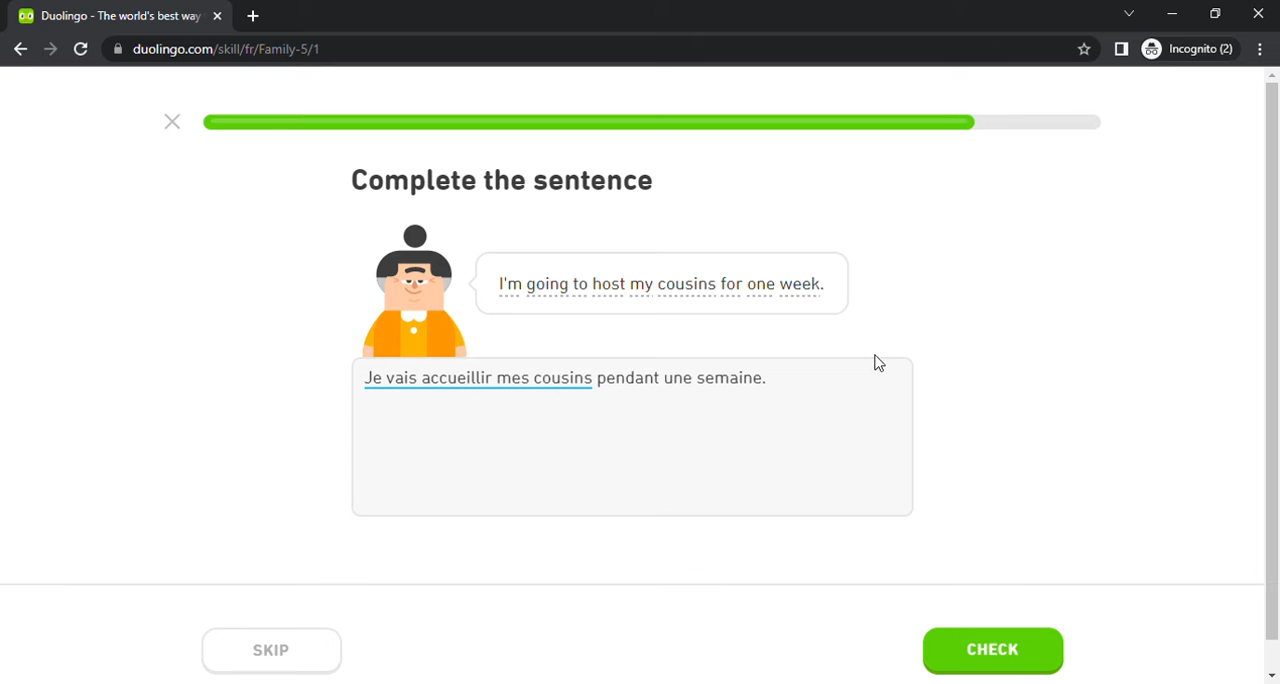 Duolingo - The world's best way
duolingo.com/skill/fr/Family-5/1
Incognito (2)
Complete the sentence
I'm going to host my cousins for one week.
Je vais accueillir mes cousins pendant une semaine.
SKIP
CHECK